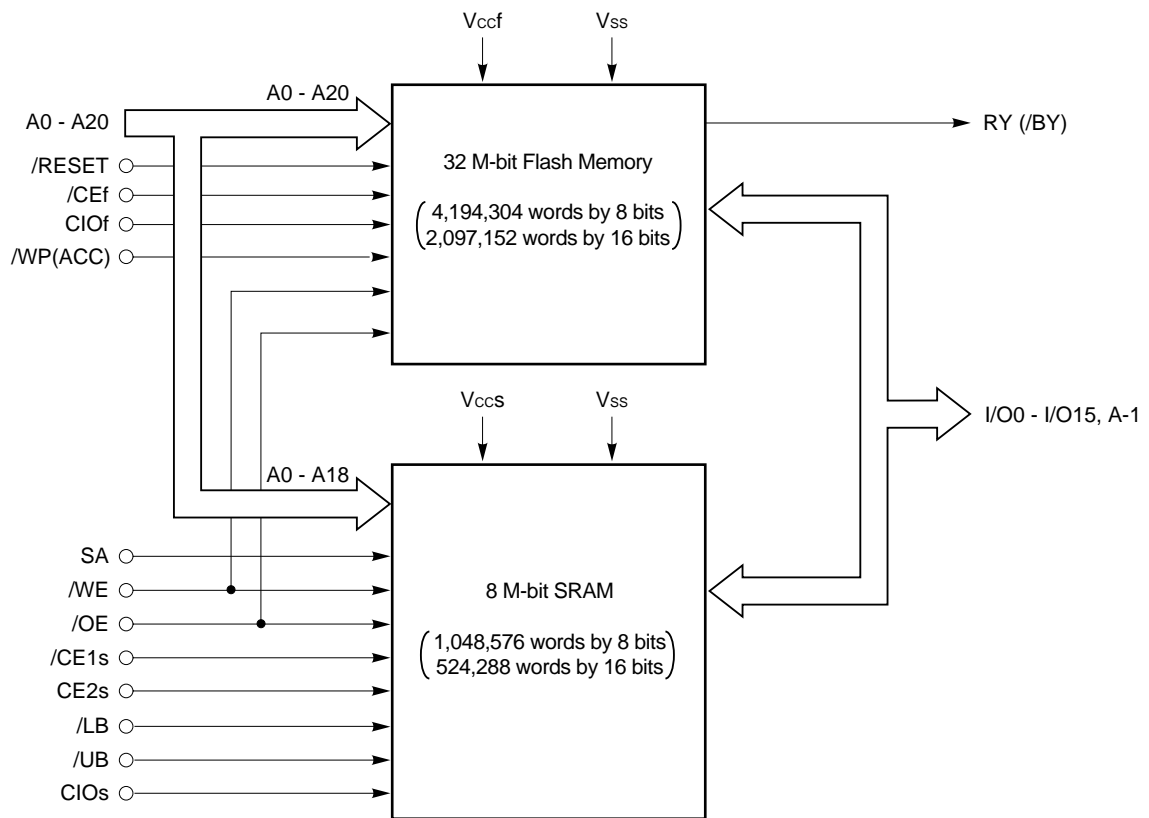 VCCf
VSS
A0 - A20
A0 - A20
RY (/BY)
/RESET
/CEf
CIOf
/WP(ACC)
32 M-bit Flash Memory
4,194,304 words by 8 bits
2,097,152 words by 16 bits
VCCs
VSS
I/O0 - I/O15, A-1
A0 - A18
SA
/WE
/OE
/CE1s
CE2s
/LB
/UB
CIOs
8 M-bit SRAM
1,048,576 words by 8 bits
524,288 words by 16 bits